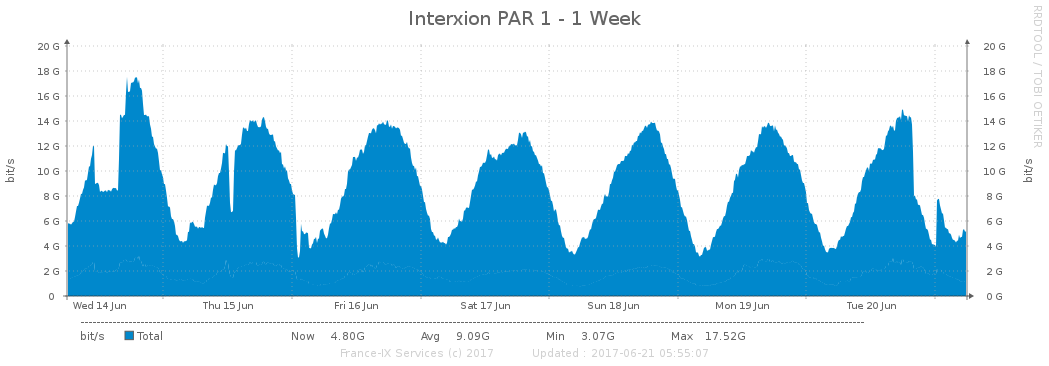 Interxion PAR 1 - 1 Week
RRDTOOL / TOBI OETIKER
bit/s
20 G
18 G
16 G
14 G
12 G
10 G
8 G
6 G
4 G
2 G
0
20 G
18 G
16 G
14 G
12 G
10 G
8 G
6 G
4 G
2 G
0 G
bit/s
Wed 14 Jun Thu 15 Jun Fri 16 Jun Sat 17 Jun Sun 18 Jun Mon 19 Jun Tue 20 Jun
bit/s Total Now 4.80G Avg 9.09G Min 3.07G Max 17.52G
France-IX Services (c) 2017 Updated : 2017-06-21 05:55:07